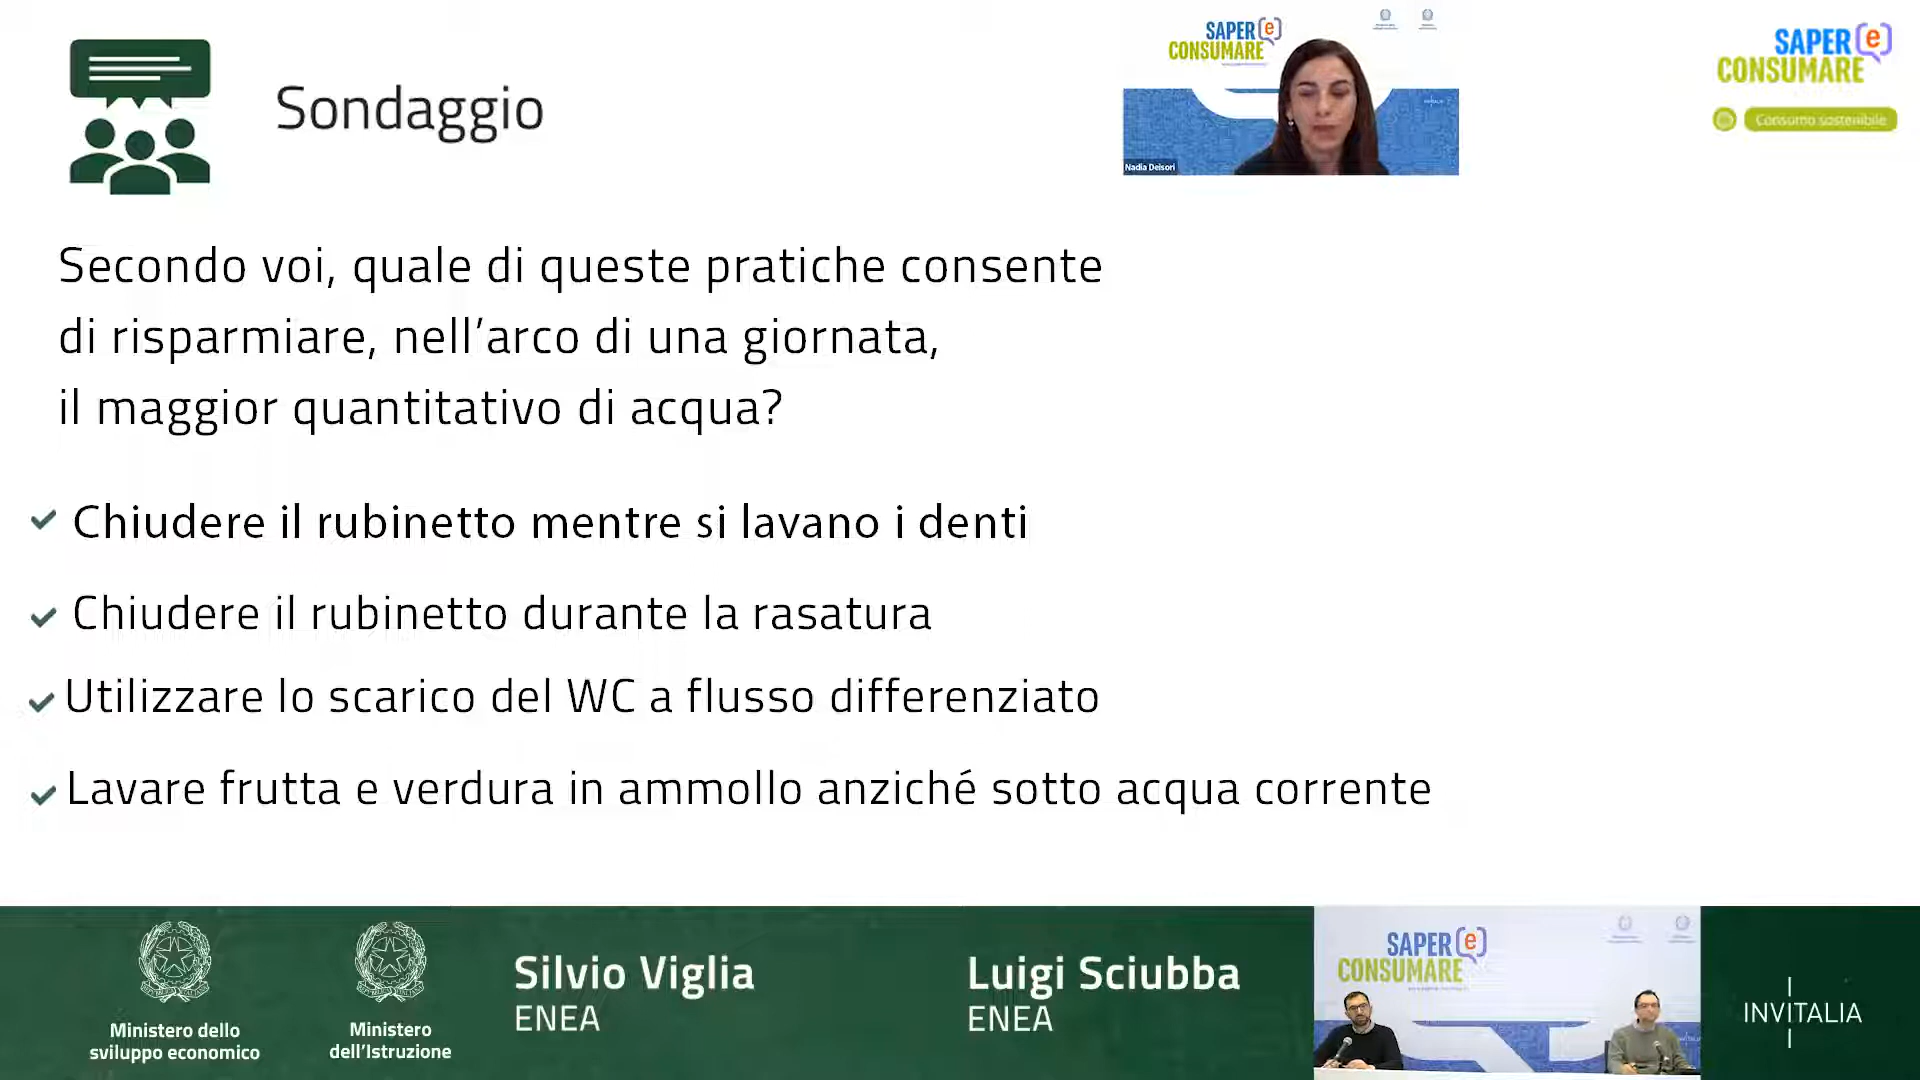 Sondaggio
SAPER(e)
CONSUMARE
Nadia Deisori
SAPER(e)
CONSUMARE
Consumo sostenibile
Secondo voi, quale di queste pratiche consente
di risparmiare, nell’arco di una giornata,
il maggior quantitativo di acqua?
Chiudere il rubinetto mentre si lavano i denti
Chiudere il rubinetto durante la rasatura
Utilizzare lo scarico del WC a flusso differenziato
Lavare frutta e verdura in ammollo anziché sotto acqua corrente
Ministero dello
sviluppo economico
Ministero
dell’Istruzione
Silvio Viglia
ENEA
Luigi Sciubba
ENEA
SAPER(e)
CONSUMARE
INVITALIA